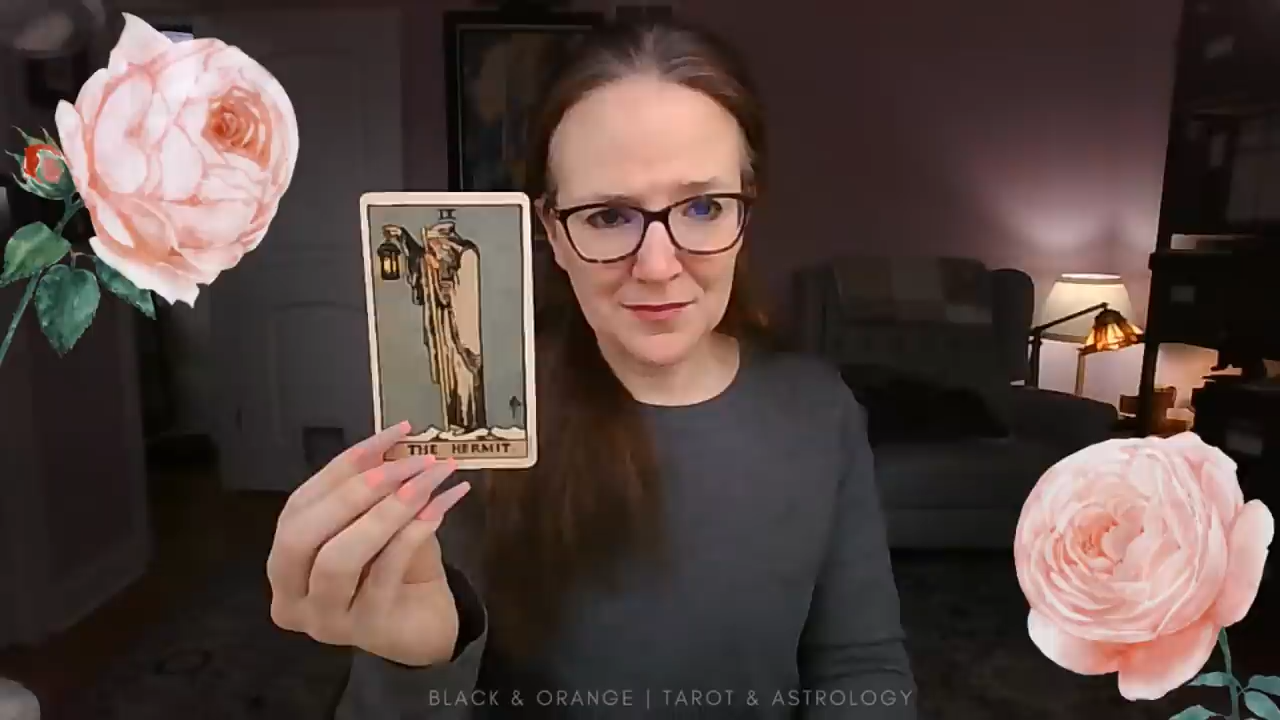 IX
THE HERMIT
BLACK & ORANGE | TAROT & ASTROLOGY